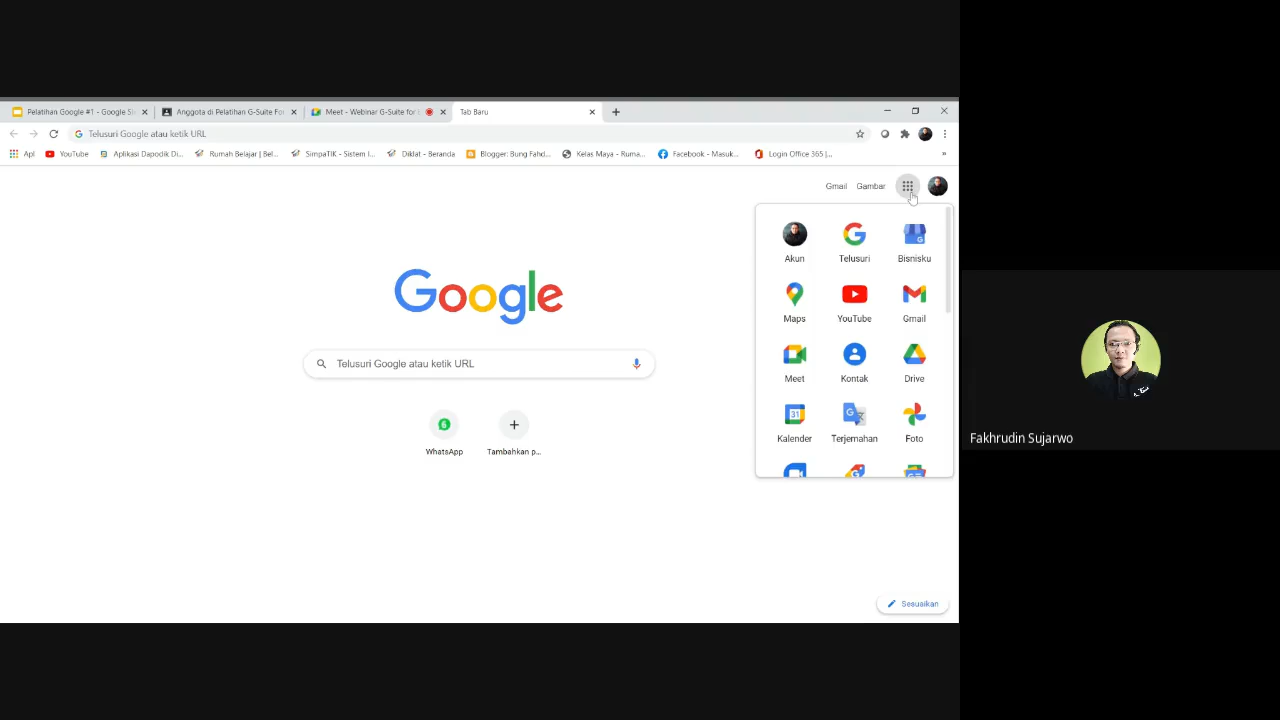 Pelatihan Google #1 - Google Sli
Anggota di Pelatihan G-Suite For
Meet - Webinar G-Suite for
Tab Baru
Telusuri Google atau ketik URL
Apl
YouTube
Aplikasi Dapodik Di...
Rumah Belajar | Bel...
SimpaTIK - Sistem I...
Diklat - Beranda
Blogger: Bung Fahd...
Kelas Maya - Ruma...
Facebook - Masuk...
Login Office 365 |...
»
Gmail Gambar
Akun Telusuri Bisnisku
Maps YouTube Gmail
Meet Kontak Drive
31
Kalender Terjemahan Foto
Google
Telusuri Google atau ketik URL
6
WhatsApp Tambahkan p...
Sesuaikan
Fakhrudin Sujarwo